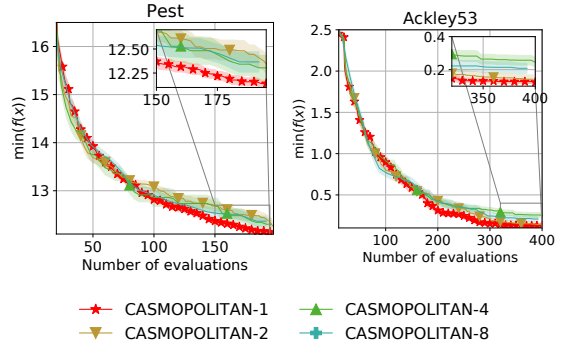 Pest
Ackley53
min(f(x))
16
15
14
13
12.50
12.25
150
175
50
100
150
Number of evaluations
min(f(x))
2.5
2.0
1.5
1.0
0.5
0.4
0.2
350
400
100
200
300
400
Number of evaluations
CASMOPOLITAN-1
CASMOPOLITAN-4
CASMOPOLITAN-2
CASMOPOLITAN-8